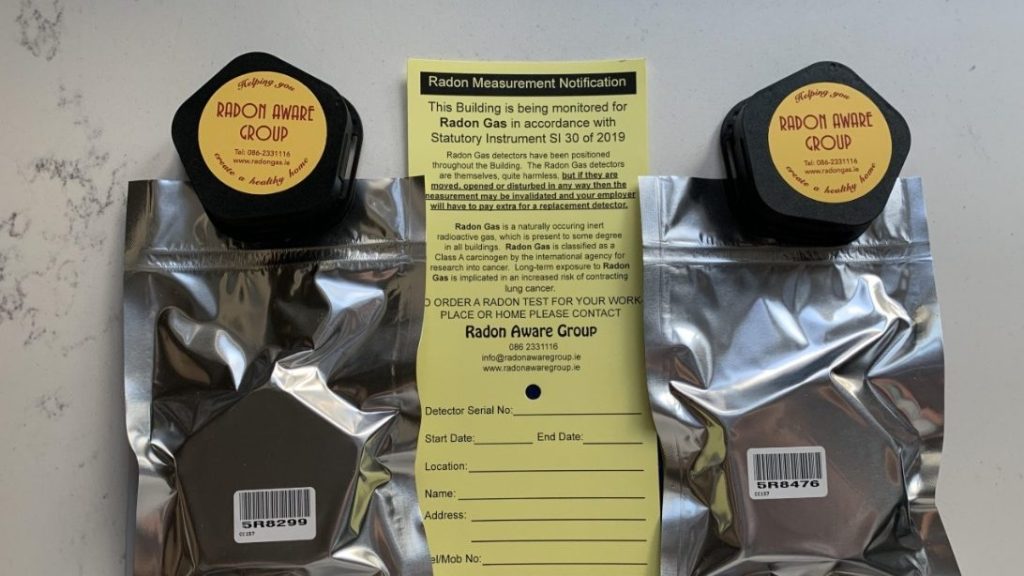 Helping you
RADON AWARE
GROUP
Tel: 086-2331116
www.radongas.ie
create a healthy home
Radon Measurement Notification
This Building is being monitored for
Radon Gas in accordance with
Statutory Instrument SI 30 of 2019
Radon Gas detectors have been positioned
throughout the Building. The Radon Gas detectors
are themselves, quite harmless, but if they are
moved, opened or disturbed in any way then the
measurement may be invalidated and your employer
will have to pay extra for a replacement detector.
Radon Gas is a naturally occuring inert
radioactive gas, which is present to some degree
in all buildings. Radon Gas is classified as a
Class A carcinogen by the international agency for
research into cancer. Long-term exposure to Radon
Gas is implicated in an increased risk of contracting
lung cancer.
O ORDER A RADON TEST FOR YOUR WORK-
PLACE OR HOME PLEASE CONTACT
Radon Aware Group
086 2331116
info@radonawaregroup.ie
www.radonawaregroup.ie
Detector Serial No:
Start Date: End Date:
Location:
Name:
Address:
el/Mob No:
Helping you
RADON AWARE
GROUP
Tel: 086-2331116
www.radongas.ie
create a healthy home
5R8299
CC157
5R8476
CC157